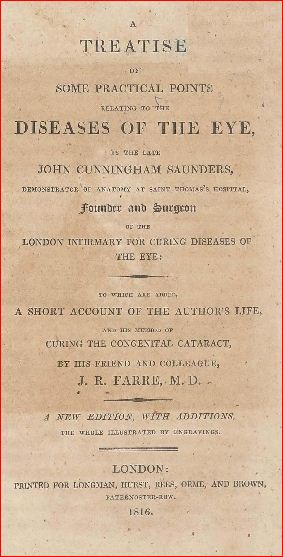 A
TREATISE
ON
SOME PRACTICAL POINTS
RELATING TO THE
DISEASES OF THE EYE,
BY THE LATE
JOHN CUNNINGHAM SAUNDERS,
DEMONSTRATOR OF ANATOMY AT SAINT THOMAS'S HOSPITAL,
Founder and Surgeon
OF THE
LONDON INFIRMARY FOR CURING DISEASES OF
THE EYE:
TO WHICH ARE ADDED,
A SHORT ACCOUNT OF THE AUTHOR'S LIFE,
AND HIS METHOD OF
CURING THE CONGENITAL CATARACT,
BY HIS FRIEND AND COLLEAGUE,
J. R. FARRE, M. D.
A NEW EDITION, WITH ADDITIONS,
THE WHOLE ILLUSTRATED BY ENGRAVINGS.
LONDON:
PRINTED FOR LONGMAN, HURST, REES, ORME, AND BROWN,
PATERNOSTER-ROW.
1816.